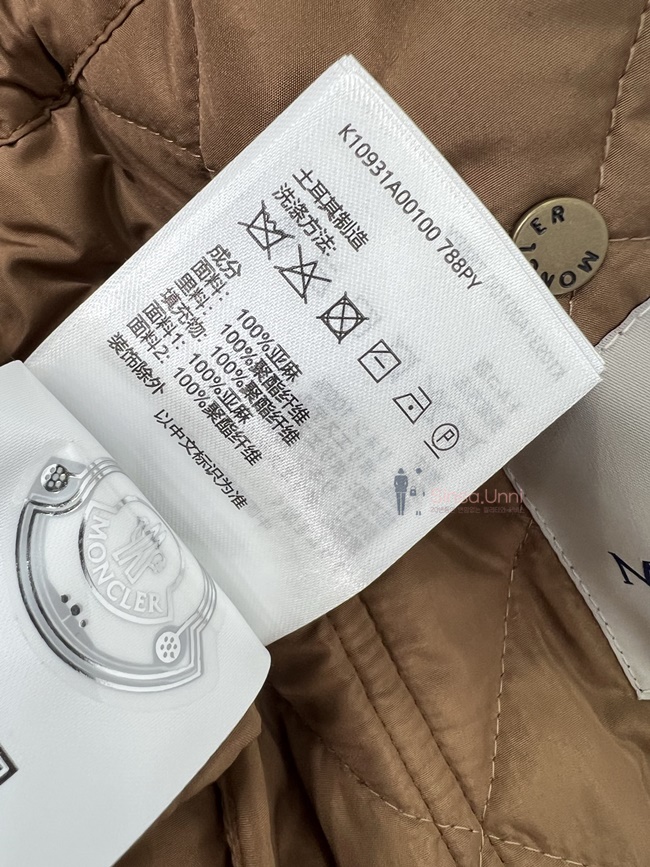 K10931A00100 788PY
土耳其制造
洗涤方法:
P
成分
面料: 100%亚麻
里料: 100%聚酯纤维
填充物: 100%聚酯纤维
面料1: 100%亚麻
面料2: 100%聚酯纤维
装饰除外
以中文标识为准
MONCLER
MONCLER